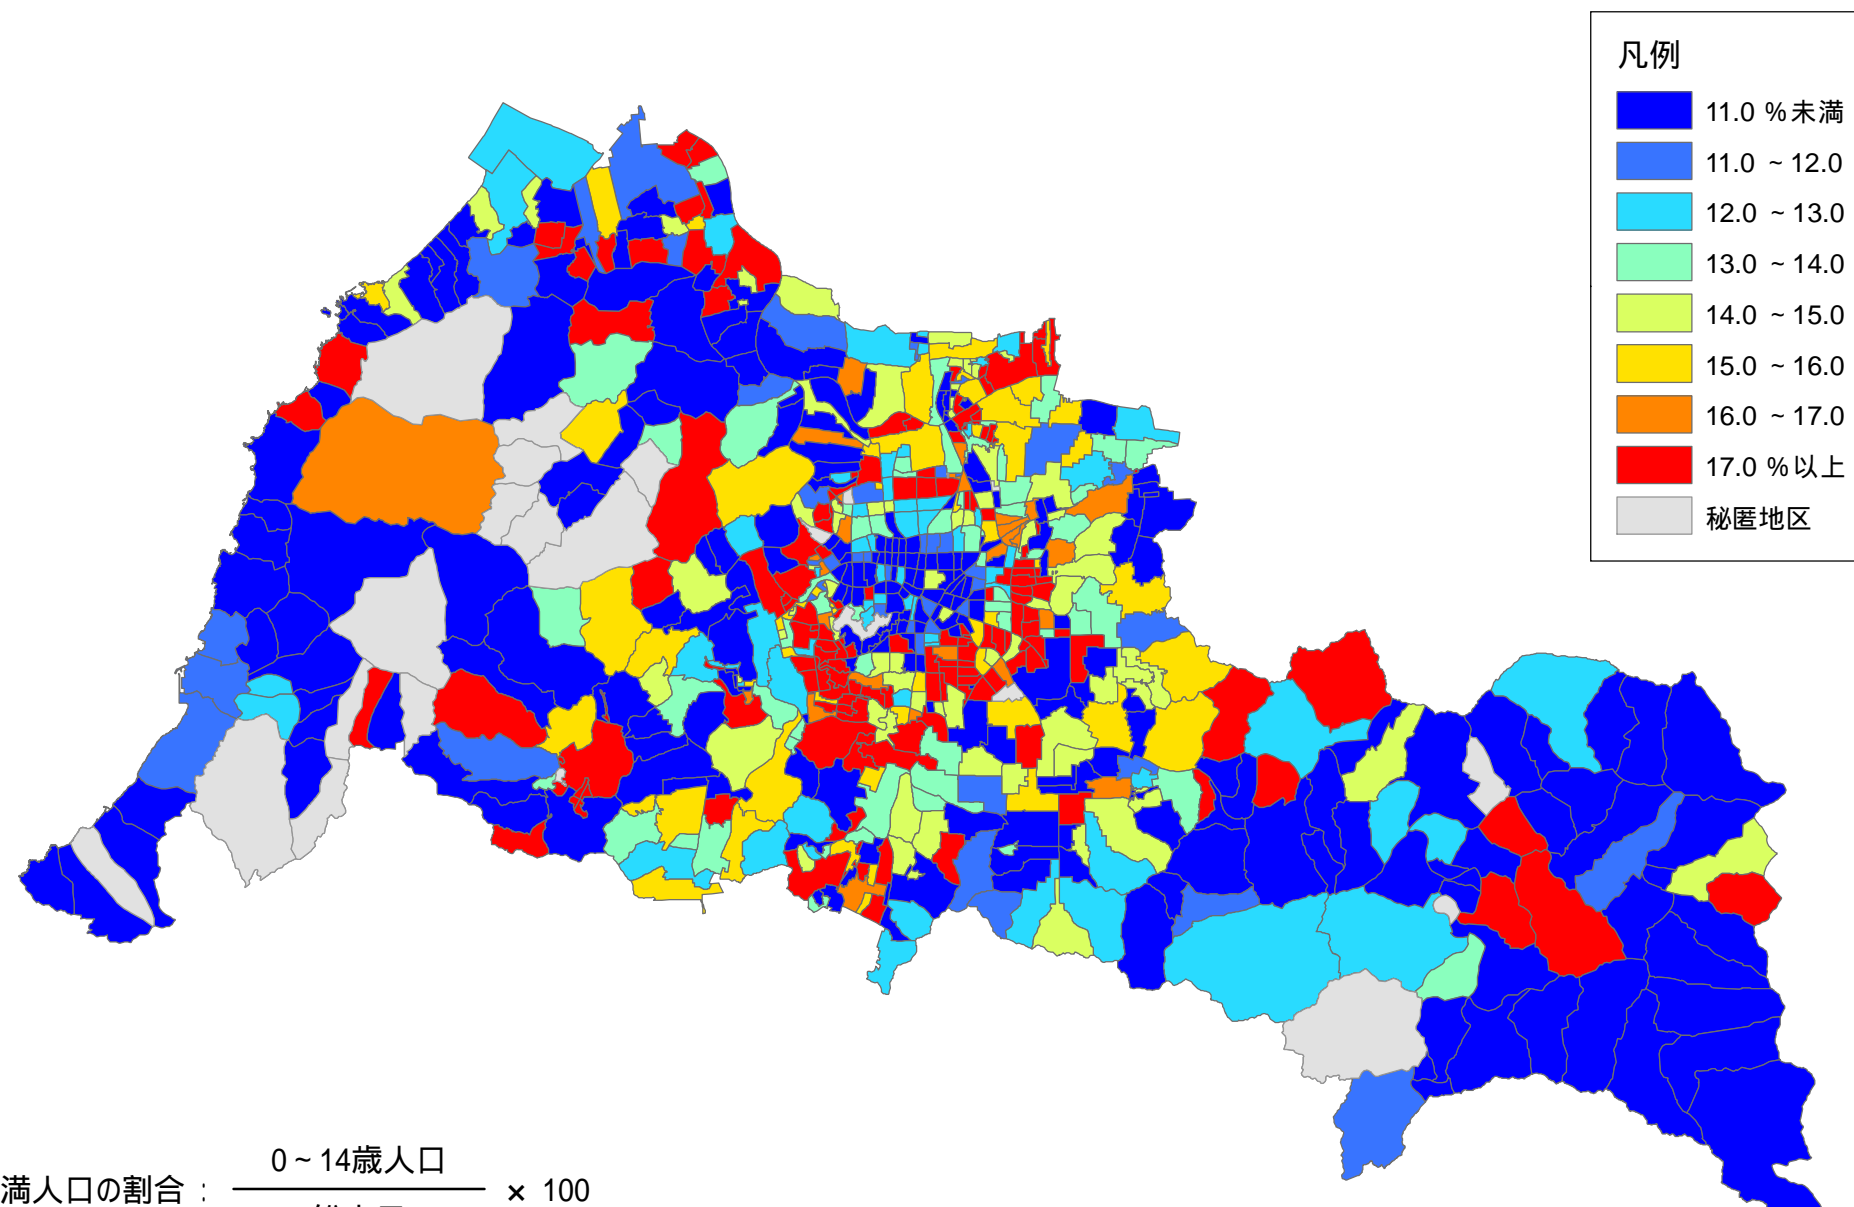 凡例
11.0 %未満
11.0 ~ 12.0
12.0 ~ 13.0
13.0 ~ 14.0
14.0 ~ 15.0
15.0 ~ 16.0
16.0 ~ 17.0
17.0 %以上
秘匿地区
0 ~ 14歳人口
満人口の割合 : × 100